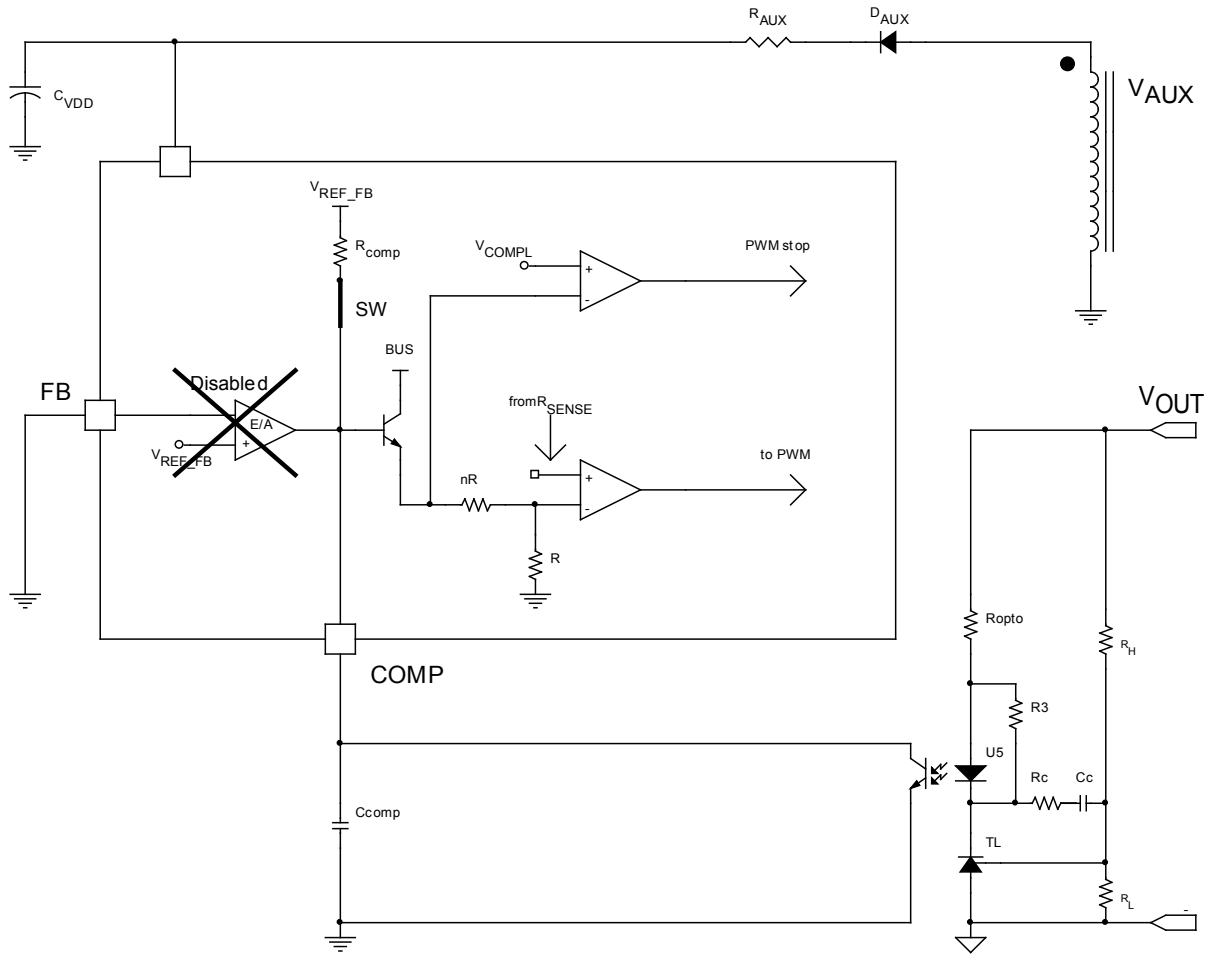 RAUX
DAUX
CVDD
VAUX
VREF_FB
Rcomp
VCOMPL
PWM stop
+
-
SW
BUS
FB
Disabled
E/A
+
VREF_FB
fromRSENSE
VOUT
to PWM
+
-
nR
R
COMP
Ropto
RH
R3
U5
Rc
Cc
Ccomp
TL
RL
-